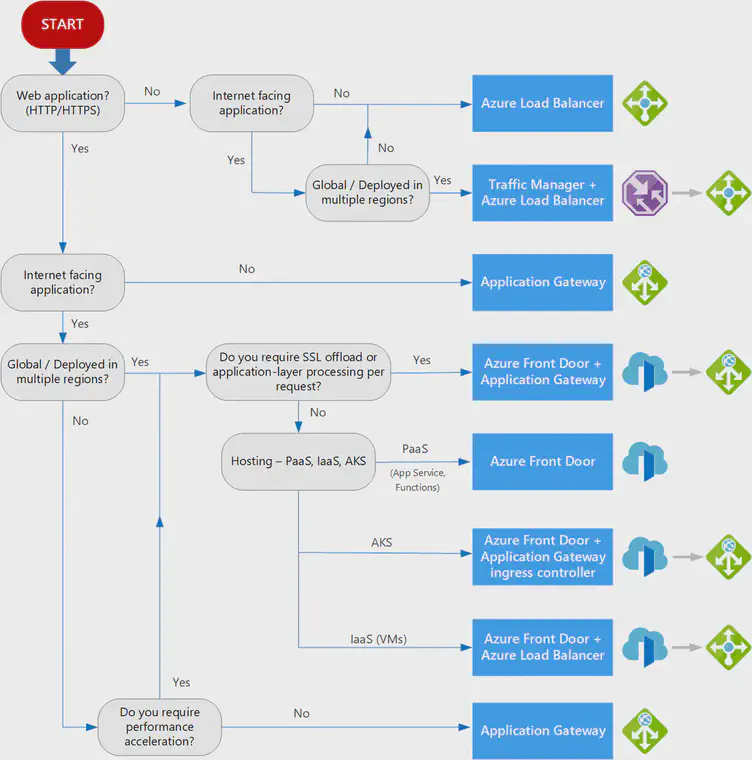 START
Web application?
(HTTP/HTTPS)
No
Internet facing
application?
No
Azure Load Balancer
Yes
Yes
No
Global / Deployed in
multiple regions?
Yes
Traffic Manager +
Azure Load Balancer
Internet facing
application?
No
Application Gateway
Yes
Global / Deployed in
multiple regions?
Yes
Do you require SSL offload or
application-layer processing per
request?
Yes
Azure Front Door +
Application Gateway
No
No
Hosting – PaaS, IaaS, AKS
PaaS
(App Service,
Functions)
Azure Front Door
AKS
Azure Front Door +
Application Gateway
ingress controller
IaaS (VMs)
Azure Front Door +
Azure Load Balancer
Yes
Do you require
performance
acceleration?
No
Application Gateway